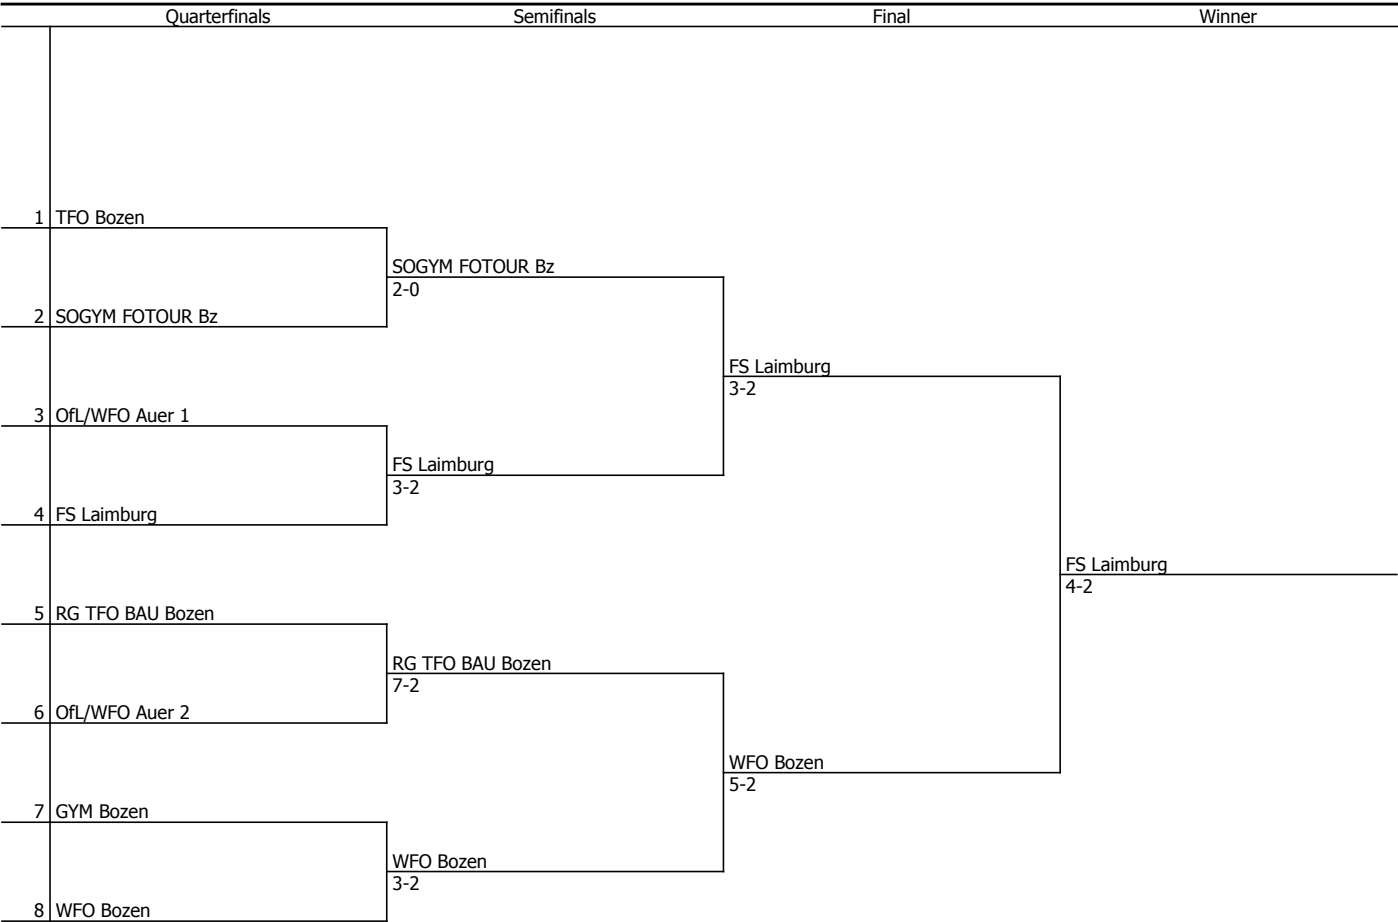 Quarterfinals Semifinals Final Winner
1 TFO Bozen
SOGYM FOTOUR Bz
2-0
2 SOGYM FOTOUR Bz
FS Laimburg
3-2
3 OfL/WFO Auer 1
FS Laimburg
3-2
4 FS Laimburg
FS Laimburg
4-2
5 RG TFO BAU Bozen
RG TFO BAU Bozen
7-2
6 OfL/WFO Auer 2
WFO Bozen
5-2
7 GYM Bozen
WFO Bozen
3-2
8 WFO Bozen